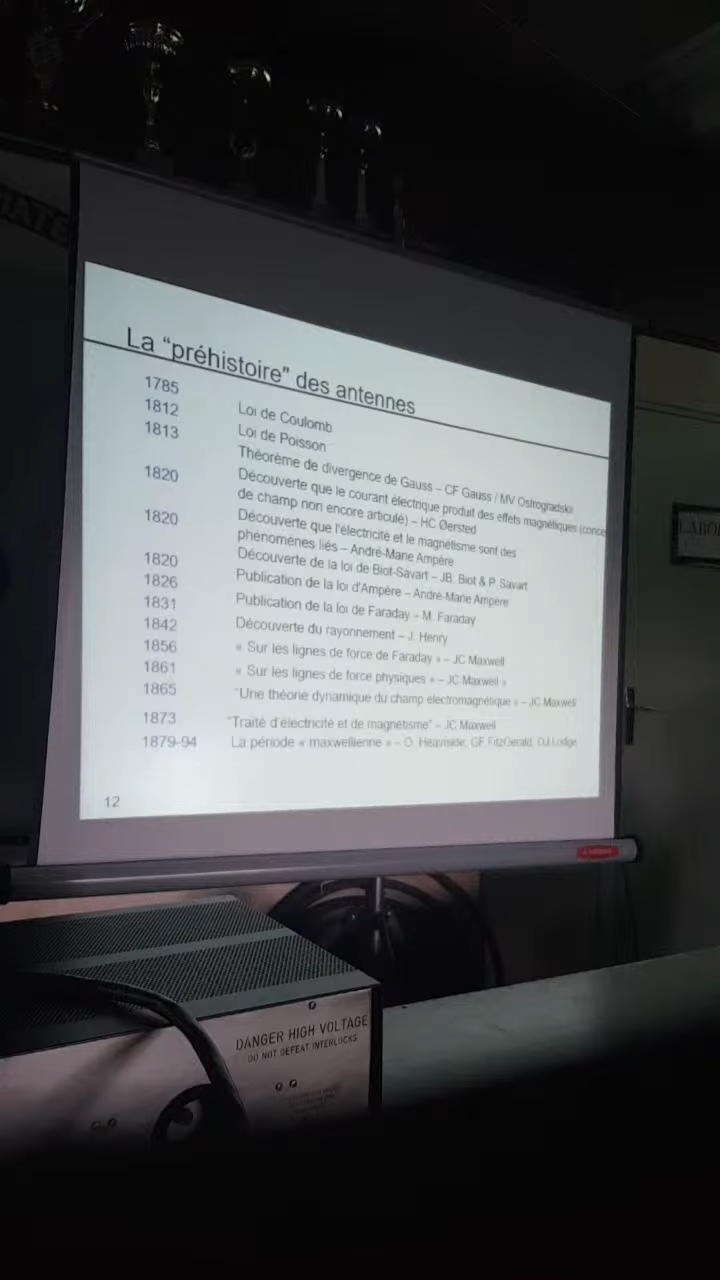 La "préhistoire" des antennes
1785 Loi de Coulomb
1812 Loi de Poisson
1813 Théorème de divergence de Gauss – CF Gauss / MV Ostrogradskii
1820 Découverte que le courant électrique produit des effets magnétiques (conce
de champ non encore articulé) – HC Øersted
1820 Découverte que l'électricité et le magnétisme sont des
phénomènes liés – André-Marie Ampère
1820 Découverte de la loi de Biot-Savart – JB. Biot & P. Savart
1826 Publication de la loi d'Ampère – André-Marie Ampère
1831 Publication de la loi de Faraday – M. Faraday
1842 Découverte du rayonnement – J. Henry
1856 « Sur les lignes de force de Faraday » – JC Maxwell
1861 « Sur les lignes de force physiques » – JC Maxwell »
1865 "Une théorie dynamique du champ electromagnétique » – JC Maxwell
1873 "Traité d'électricité et de magnétisme" – JC Maxwell
1879-94 La période « maxwellienne » – O. Heaviside, GF FitzGerald, OJ Lodge
12
DANGER HIGH VOLTAGE
DO NOT DEFEAT INTERLOCKS